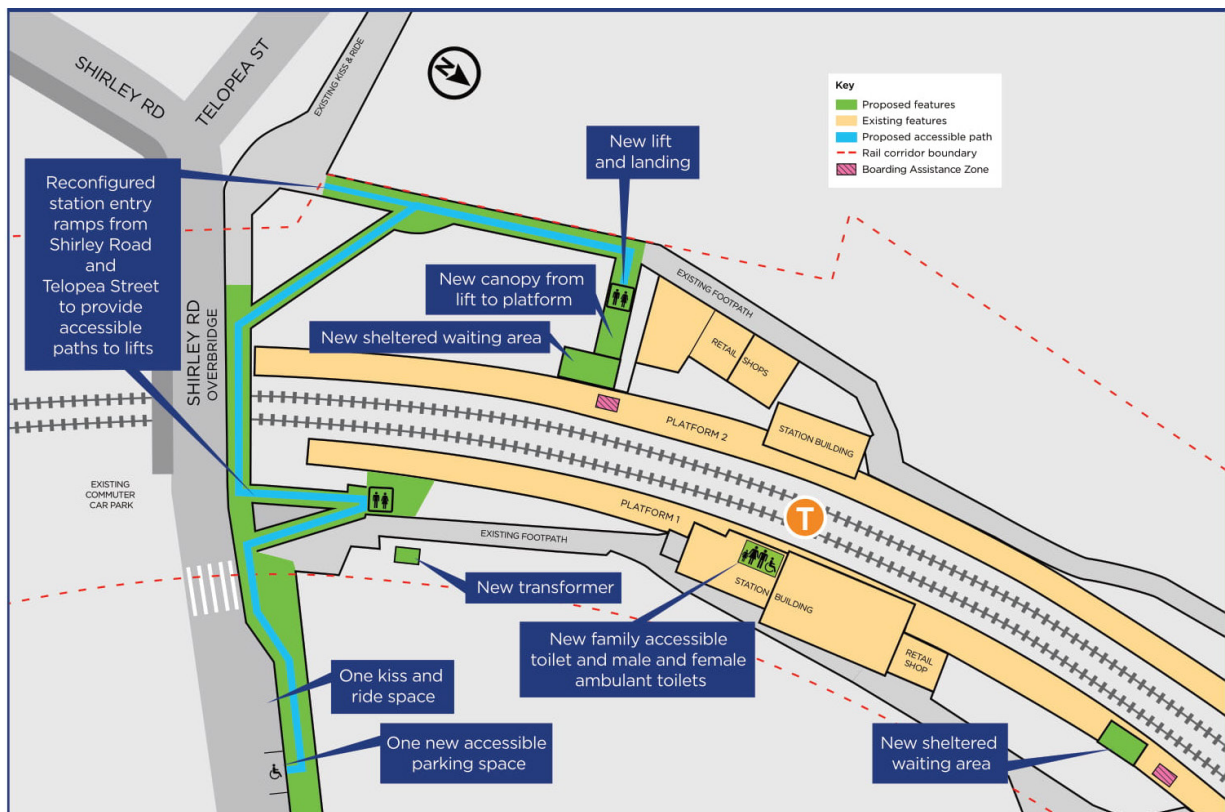 SHIRLEY RD
TELOPEA ST
EXISTING KISS & RIDE
N
Key
Proposed features
Existing features
Proposed accessible path
Rail corridor boundary
Boarding Assistance Zone
New lift
and landing
Reconfigured
station entry
ramps from
Shirley Road
and
Telopea Street
to provide
accessible
paths to lifts
New canopy from
lift to platform
New sheltered waiting area
EXISTING FOOTPATH
RETAIL SHOPS
SHIRLEY RD
OVERBRIDGE
PLATFORM 2
STATION BUILDING
EXISTING
COMMUTER
CAR PARK
PLATFORM 1
T
EXISTING FOOTPATH
New transformer
STATION BUILDING
New family accessible
toilet and male and female
ambulant toilets
RETAIL
SHOP
One kiss and
ride space
One new accessible
parking space
New sheltered
waiting area